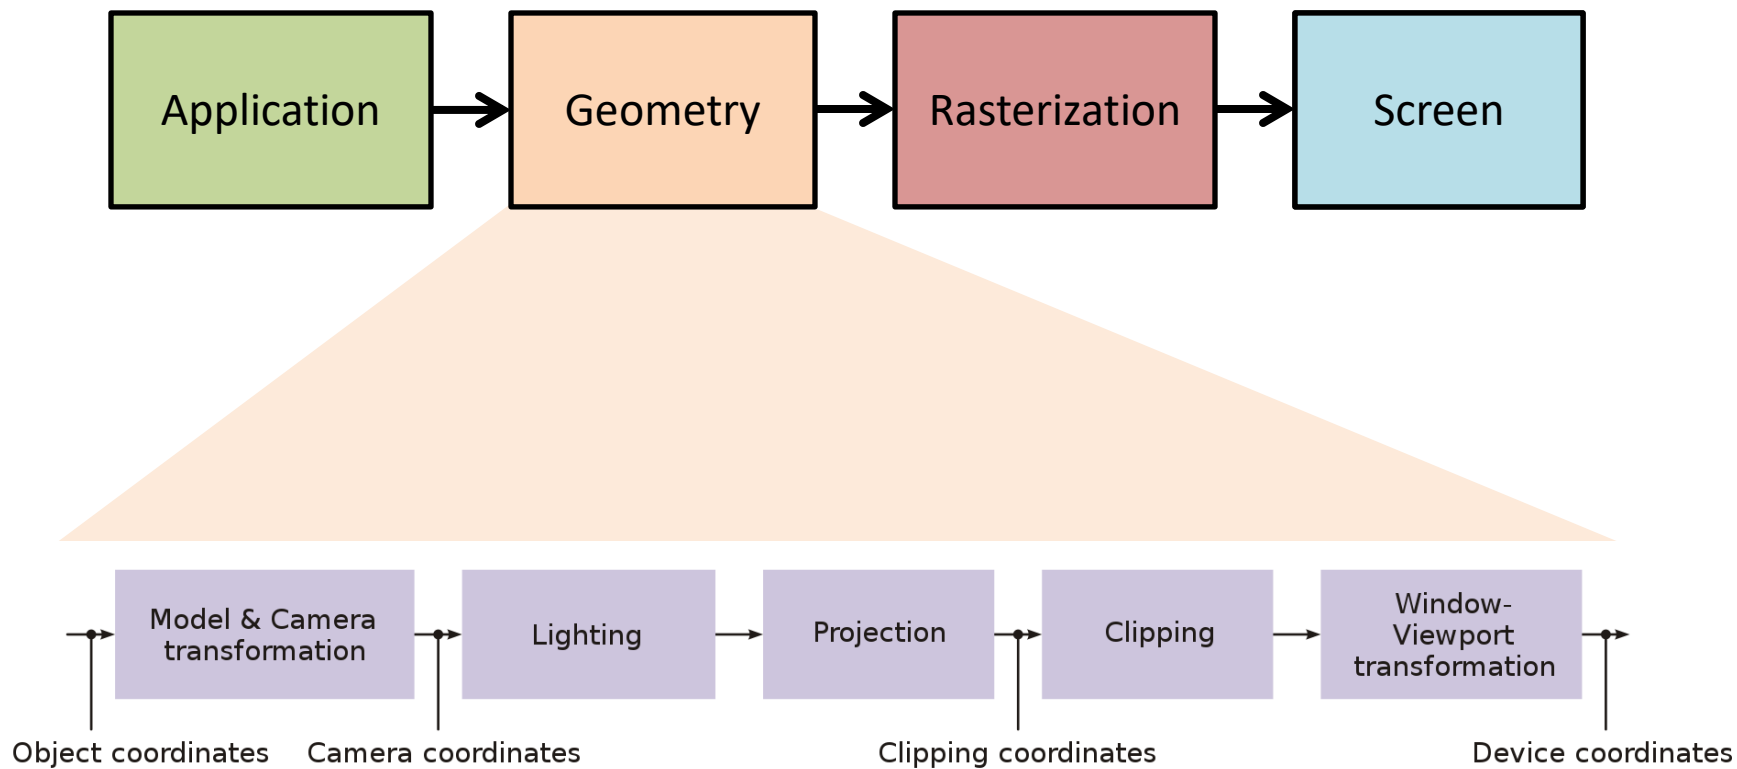 Application
Geometry
Rasterization
Screen
Model & Camera
transformation
Lighting
Projection
Clipping
Window-
Viewport
transformation
Object coordinates
Camera coordinates
Clipping coordinates
Device coordinates